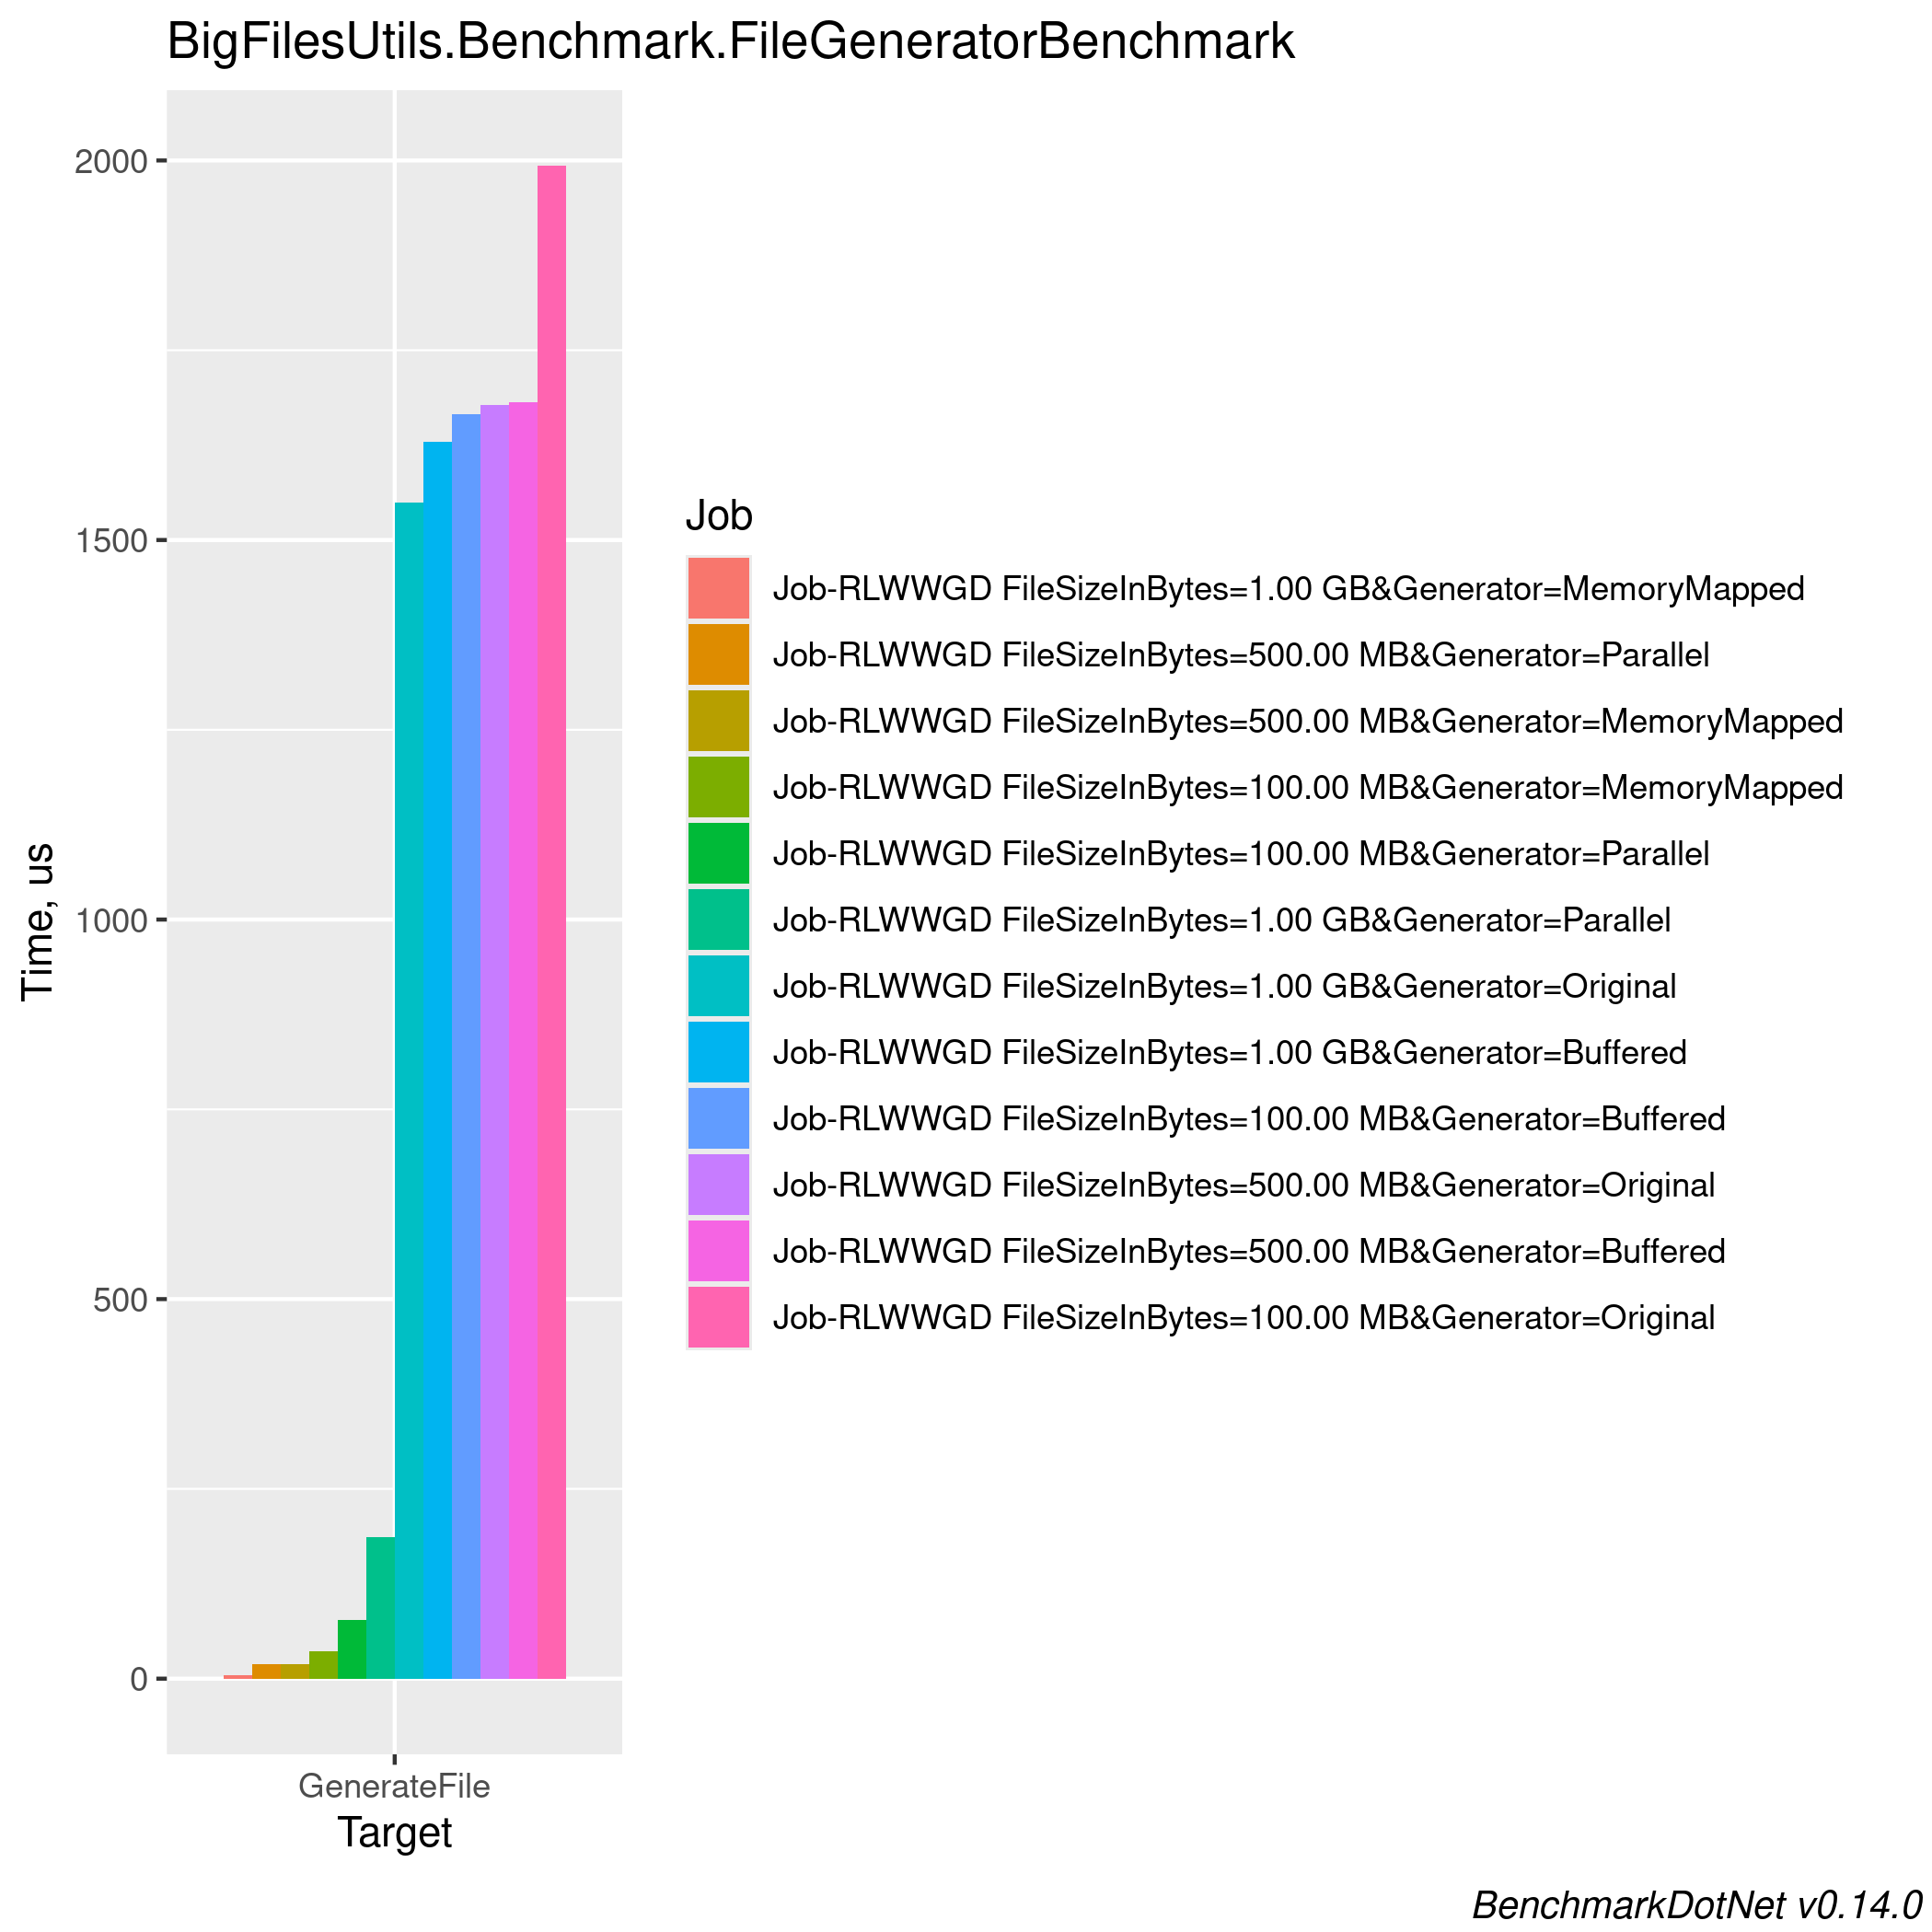 BigFilesUtils.Benchmark.FileGeneratorBenchmark
2000
1500
1000
500
0
Time, us
GenerateFile
Target
Job
Job-RLWWGD FileSizeInBytes=1.00 GB&Generator=MemoryMapped
Job-RLWWGD FileSizeInBytes=500.00 MB&Generator=Parallel
Job-RLWWGD FileSizeInBytes=500.00 MB&Generator=MemoryMapped
Job-RLWWGD FileSizeInBytes=100.00 MB&Generator=MemoryMapped
Job-RLWWGD FileSizeInBytes=100.00 MB&Generator=Parallel
Job-RLWWGD FileSizeInBytes=1.00 GB&Generator=Parallel
Job-RLWWGD FileSizeInBytes=1.00 GB&Generator=Original
Job-RLWWGD FileSizeInBytes=1.00 GB&Generator=Buffered
Job-RLWWGD FileSizeInBytes=100.00 MB&Generator=Buffered
Job-RLWWGD FileSizeInBytes=500.00 MB&Generator=Original
Job-RLWWGD FileSizeInBytes=500.00 MB&Generator=Buffered
Job-RLWWGD FileSizeInBytes=100.00 MB&Generator=Original
BenchmarkDotNet v0.14.0